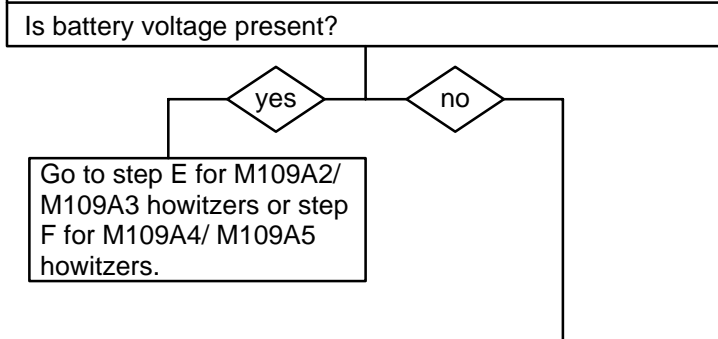 Is battery voltage present?
yes
no
Go to step E for M109A2/
M109A3 howitzers or step
F for M109A4/ M109A5
howitzers.